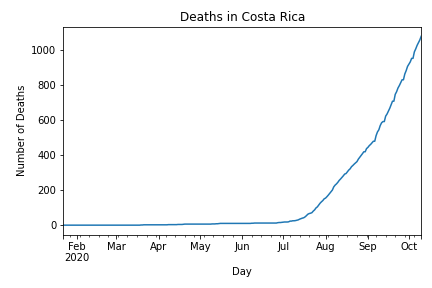 Deaths in Costa Rica
1000
800
600
400
200
0
Number of Deaths
Feb Mar Apr May Jun Jul Aug Sep Oct
2020
Day